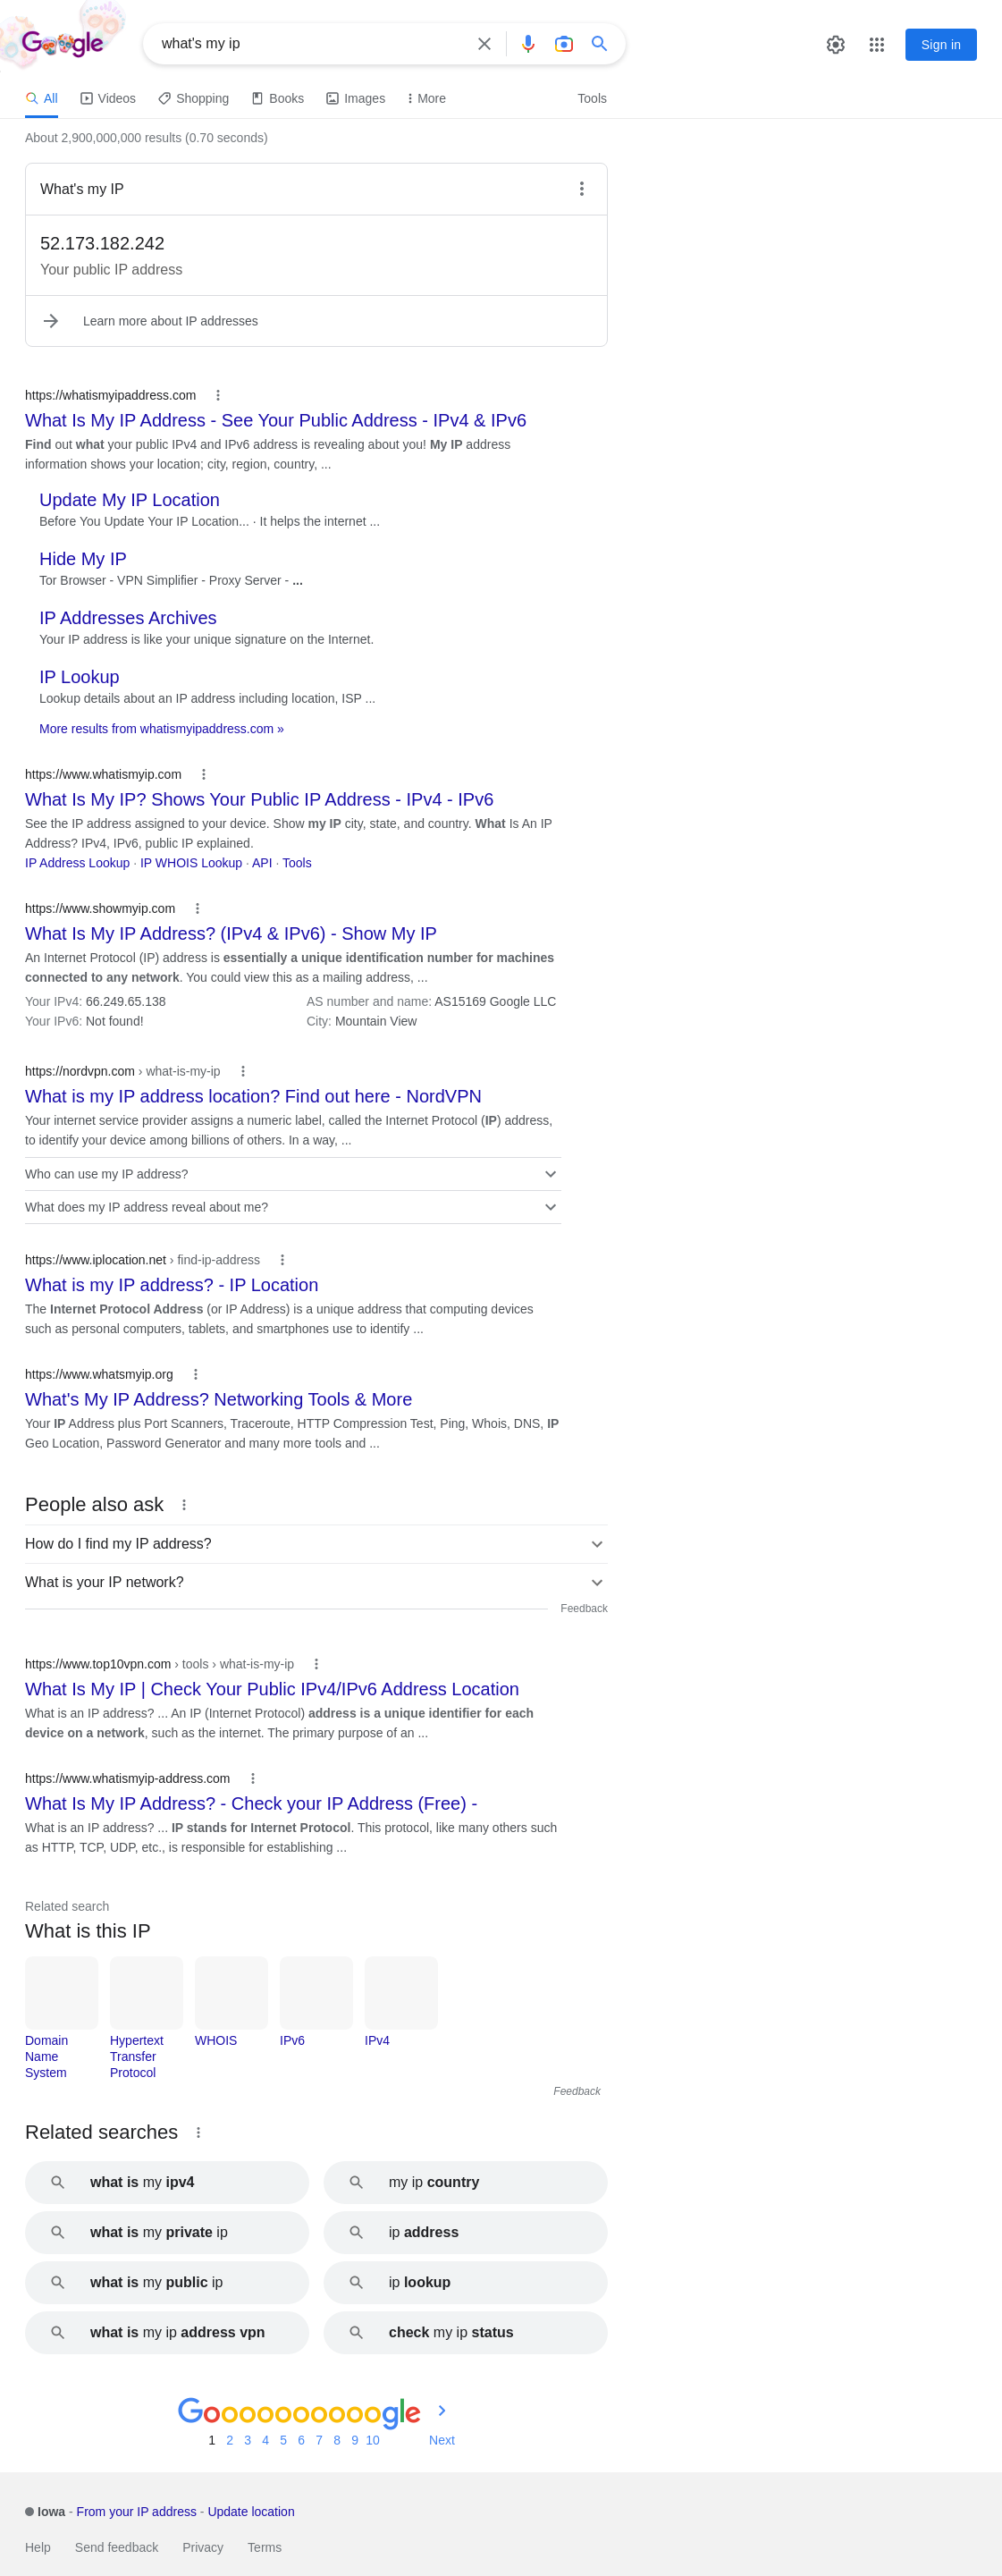 Google
what's my ip
Sign in
All
Videos
Shopping
Books
Images
More
Tools
About 2,900,000,000 results (0.70 seconds)
What's my IP
52.173.182.242
Your public IP address
Learn more about IP addresses
https://whatismyipaddress.com
What Is My IP Address - See Your Public Address - IPv4 & IPv6
Find out what your public IPv4 and IPv6 address is revealing about you! My IP address
information shows your location; city, region, country, ...
Update My IP Location
Before You Update Your IP Location... · It helps the internet ...
Hide My IP
Tor Browser - VPN Simplifier - Proxy Server - ...
IP Addresses Archives
Your IP address is like your unique signature on the Internet.
IP Lookup
Lookup details about an IP address including location, ISP ...
More results from whatismyipaddress.com »
https://www.whatismyip.com
What Is My IP? Shows Your Public IP Address - IPv4 - IPv6
See the IP address assigned to your device. Show my IP city, state, and country. What Is An IP
Address? IPv4, IPv6, public IP explained.
IP Address Lookup · IP WHOIS Lookup · API · Tools
https://www.showmyip.com
What Is My IP Address? (IPv4 & IPv6) - Show My IP
An Internet Protocol (IP) address is essentially a unique identification number for machines
connected to any network. You could view this as a mailing address, ...
Your IPv4: 66.249.65.138
AS number and name: AS15169 Google LLC
Your IPv6: Not found!
City: Mountain View
https://nordvpn.com › what-is-my-ip
What is my IP address location? Find out here - NordVPN
Your internet service provider assigns a numeric label, called the Internet Protocol (IP) address,
to identify your device among billions of others. In a way, ...
Who can use my IP address?
What does my IP address reveal about me?
https://www.iplocation.net › find-ip-address
What is my IP address? - IP Location
The Internet Protocol Address (or IP Address) is a unique address that computing devices
such as personal computers, tablets, and smartphones use to identify ...
https://www.whatsmyip.org
What's My IP Address? Networking Tools & More
Your IP Address plus Port Scanners, Traceroute, HTTP Compression Test, Ping, Whois, DNS, IP
Geo Location, Password Generator and many more tools and ...
People also ask
How do I find my IP address?
What is your IP network?
Feedback
https://www.top10vpn.com › tools › what-is-my-ip
What Is My IP | Check Your Public IPv4/IPv6 Address Location
What is an IP address? ... An IP (Internet Protocol) address is a unique identifier for each
device on a network, such as the internet. The primary purpose of an ...
https://www.whatismyip-address.com
What Is My IP Address? - Check your IP Address (Free) -
What is an IP address? ... IP stands for Internet Protocol. This protocol, like many others such
as HTTP, TCP, UDP, etc., is responsible for establishing ...
Related search
What is this IP
Domain
Name
System
Hypertext
Transfer
Protocol
WHOIS
IPv6
IPv4
Feedback
Related searches
what is my ipv4
my ip country
what is my private ip
ip address
what is my public ip
ip lookup
what is my ip address vpn
check my ip status
Goooooooooogle
1 2 3 4 5 6 7 8 9 10 Next
Iowa - From your IP address - Update location
Help Send feedback Privacy Terms